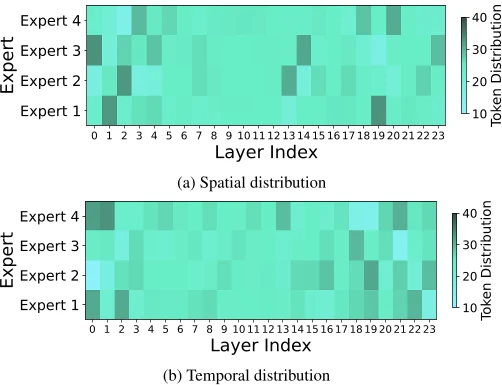 Expert 4
Expert 3
Expert 2
Expert 1
Expert
0 1 2 3 4 5 6 7 8 9 10 11 12 13 14 15 16 17 18 19 20 21 22 23
Layer Index
40
30
20
10
Token Distribution
(a) Spatial distribution
Expert 4
Expert 3
Expert 2
Expert 1
Expert
0 1 2 3 4 5 6 7 8 9 10 11 12 13 14 15 16 17 18 19 20 21 22 23
Layer Index
40
30
20
10
Token Distribution
(b) Temporal distribution